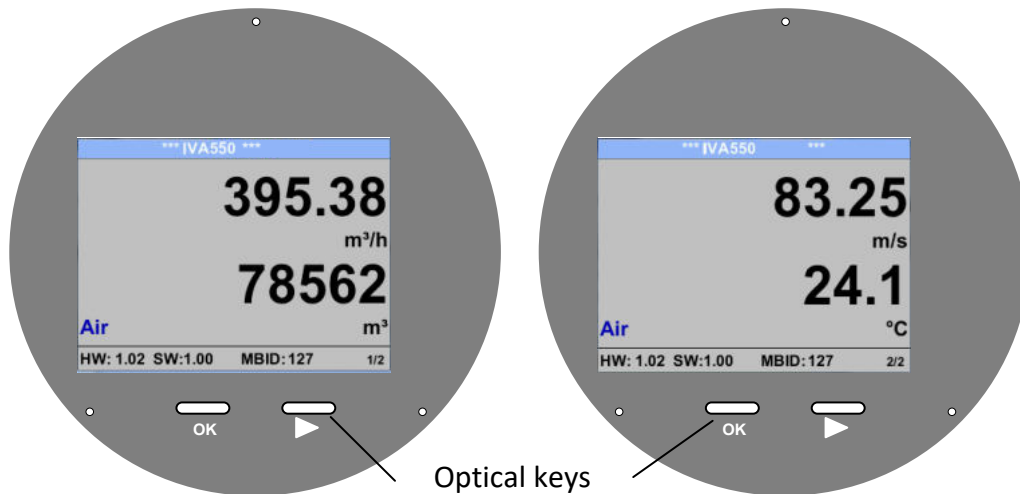 *** IVA550 ***
395.38
m³/h
78562
Air m³
HW: 1.02 SW:1.00 MBID:127 1/2
OK
*** IVA550 ***
83.25
m/s
24.1
Air °C
HW: 1.02 SW:1.00 MBID:127 2/2
OK
Optical keys